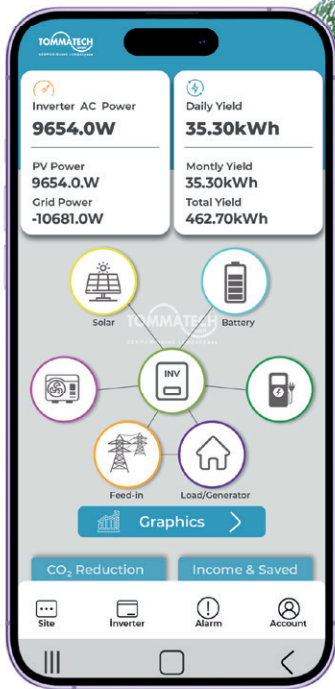 TOMMATECH
Inverter AC Power
9654.0W
PV Power
9654.0.W
Grid Power
-10681.0W
Daily Yield
35.30kWh
Montly Yield
35.30kWh
Total Yield
462.70kWh
Solar
Battery
TOMMATECH
INV
Feed-in
Load/Generator
Graphics
CO₂ Reduction
Income & Saved
Site
İnverter
Alarm
Account